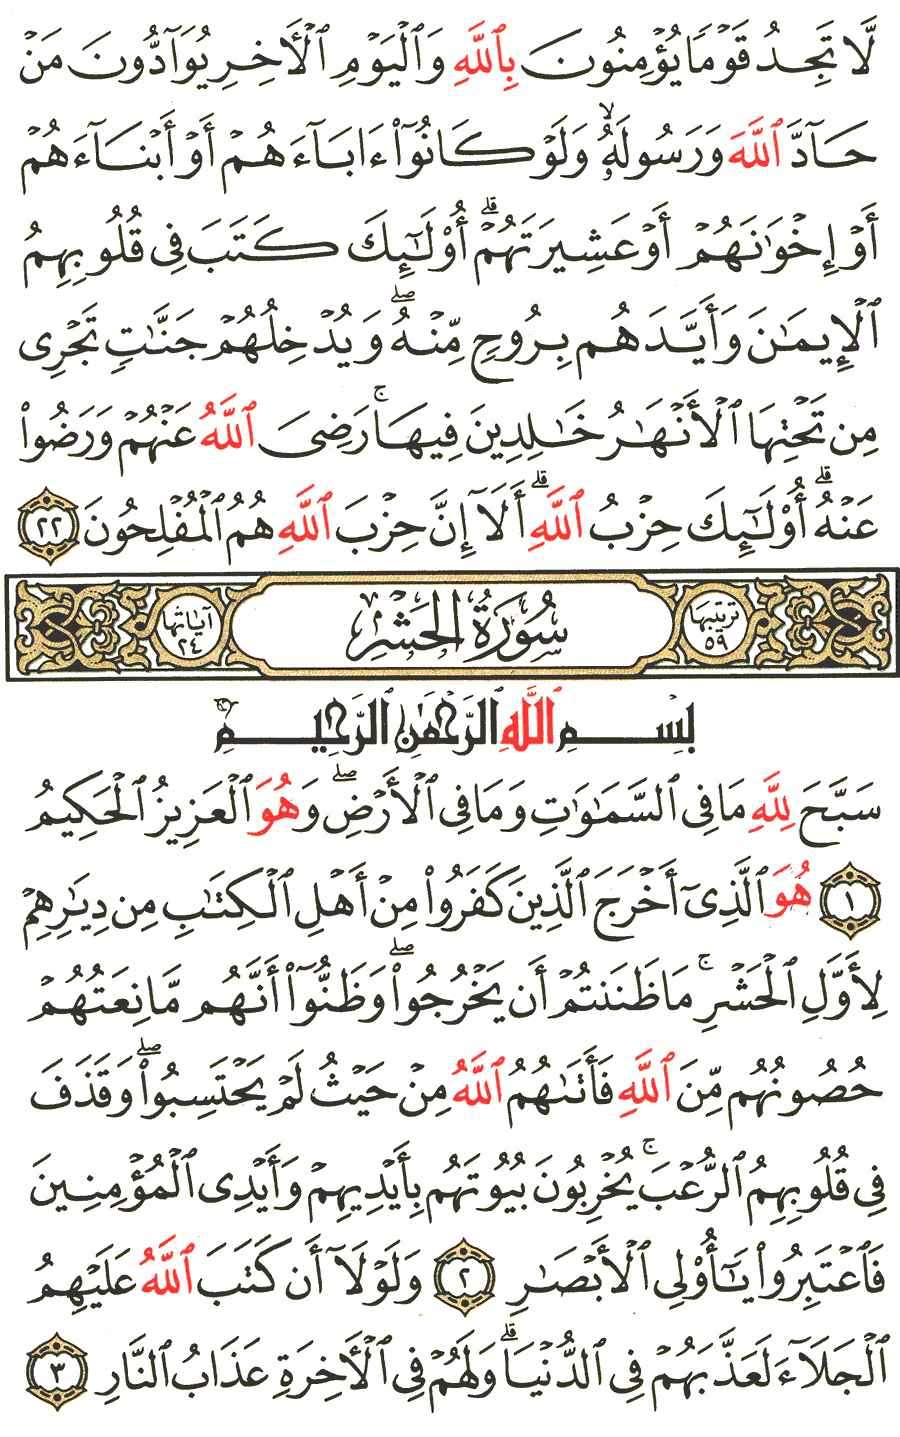 لَّا تَجِدُ قَوْمًا يُؤْمِنُونَ بِٱللَّهِ وَٱلْيَوْمِ ٱلْأَخِرِ يُوَآدُّونَ مَنْ
حَآدَّ ٱللَّهَ وَرَسُولَهُۥ ۙ وَلَوْ كَانُوٓا۟ ءَابَآءَهُمْ أَوْ أَبْنَآءَهُمْ
أَوْ إِخْوَٰنَهُمْ أَوْ عَشِيرَتَهُمْ ۗ أُو۟لَٰٓئِكَ كَتَبَ فِى قُلُوبِهِمُ
ٱلْإِيمَٰنَ وَأَيَّدَهُم بِرُوحٍ مِّنْهُ ۖ وَيُدْخِلُهُمْ جَنَّٰتٍ تَجْرِى
مِن تَحْتِهَا ٱلْأَنْهَٰرُ خَٰلِدِينَ فِيهَا ۚ رَضِىَ ٱللَّهُ عَنْهُمْ وَرَضُوا۟
عَنْهُ ۗ أُو۟لَٰٓئِكَ حِزْبُ ٱللَّهِ ۗ أَلَآ إِنَّ حِزْبَ ٱللَّهِ هُمُ ٱلْمُفْلِحُونَ ٢٢
ترتيبها ٥٩ سُورَةُ الحَشْرِ آياتها ٢٤
بِسْمِ ٱللَّهِ ٱلرَّحْمَٰنِ ٱلرَّحِيمِ
سَبَّحَ لِلَّهِ مَا فِى ٱلسَّمَٰوَٰتِ وَمَا فِى ٱلْأَرْضِ ۖ وَهُوَ ٱلْعَزِيزُ ٱلْحَكِيمُ
١ هُوَ ٱلَّذِىٓ أَخْرَجَ ٱلَّذِينَ كَفَرُوا۟ مِنْ أَهْلِ ٱلْكِتَٰبِ مِن دِيَٰرِهِمْ
لِأَوَّلِ ٱلْحَشْرِ ۚ مَا ظَنَنتُمْ أَن يَخْرُجُوا۟ ۖ وَظَنُّوٓا۟ أَنَّهُم مَّانِعَتُهُمْ
حُصُونُهُم مِّنَ ٱللَّهِ فَأَتَىٰهُمُ ٱللَّهُ مِنْ حَيْثُ لَمْ يَحْتَسِبُوا۟ ۖ وَقَذَفَ
فِى قُلُوبِهِمُ ٱلرُّعْبَ ۚ يُخْرِبُونَ بُيُوتَهُم بِأَيْدِيهِمْ وَأَيْدِى ٱلْمُؤْمِنِينَ
فَٱعْتَبِرُوا۟ يَٰٓأُو۟لِى ٱلْأَبْصَٰرِ ٢ وَلَوْلَآ أَن كَتَبَ ٱللَّهُ عَلَيْهِمُ
ٱلْجَلَآءَ لَعَذَّبَهُمْ فِى ٱلدُّنْيَا ۗ وَلَهُمْ فِى ٱلْأَخِرَةِ عَذَابُ ٱلنَّارِ ٣